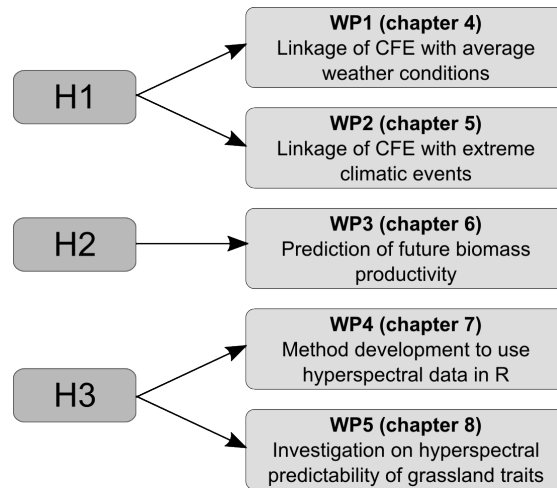 H1
WP1 (chapter 4)
Linkage of CFE with average
weather conditions
WP2 (chapter 5)
Linkage of CFE with extreme
climatic events
H2
WP3 (chapter 6)
Prediction of future biomass
productivity
H3
WP4 (chapter 7)
Method development to use
hyperspectral data in R
WP5 (chapter 8)
Investigation on hyperspectral
predictability of grassland traits